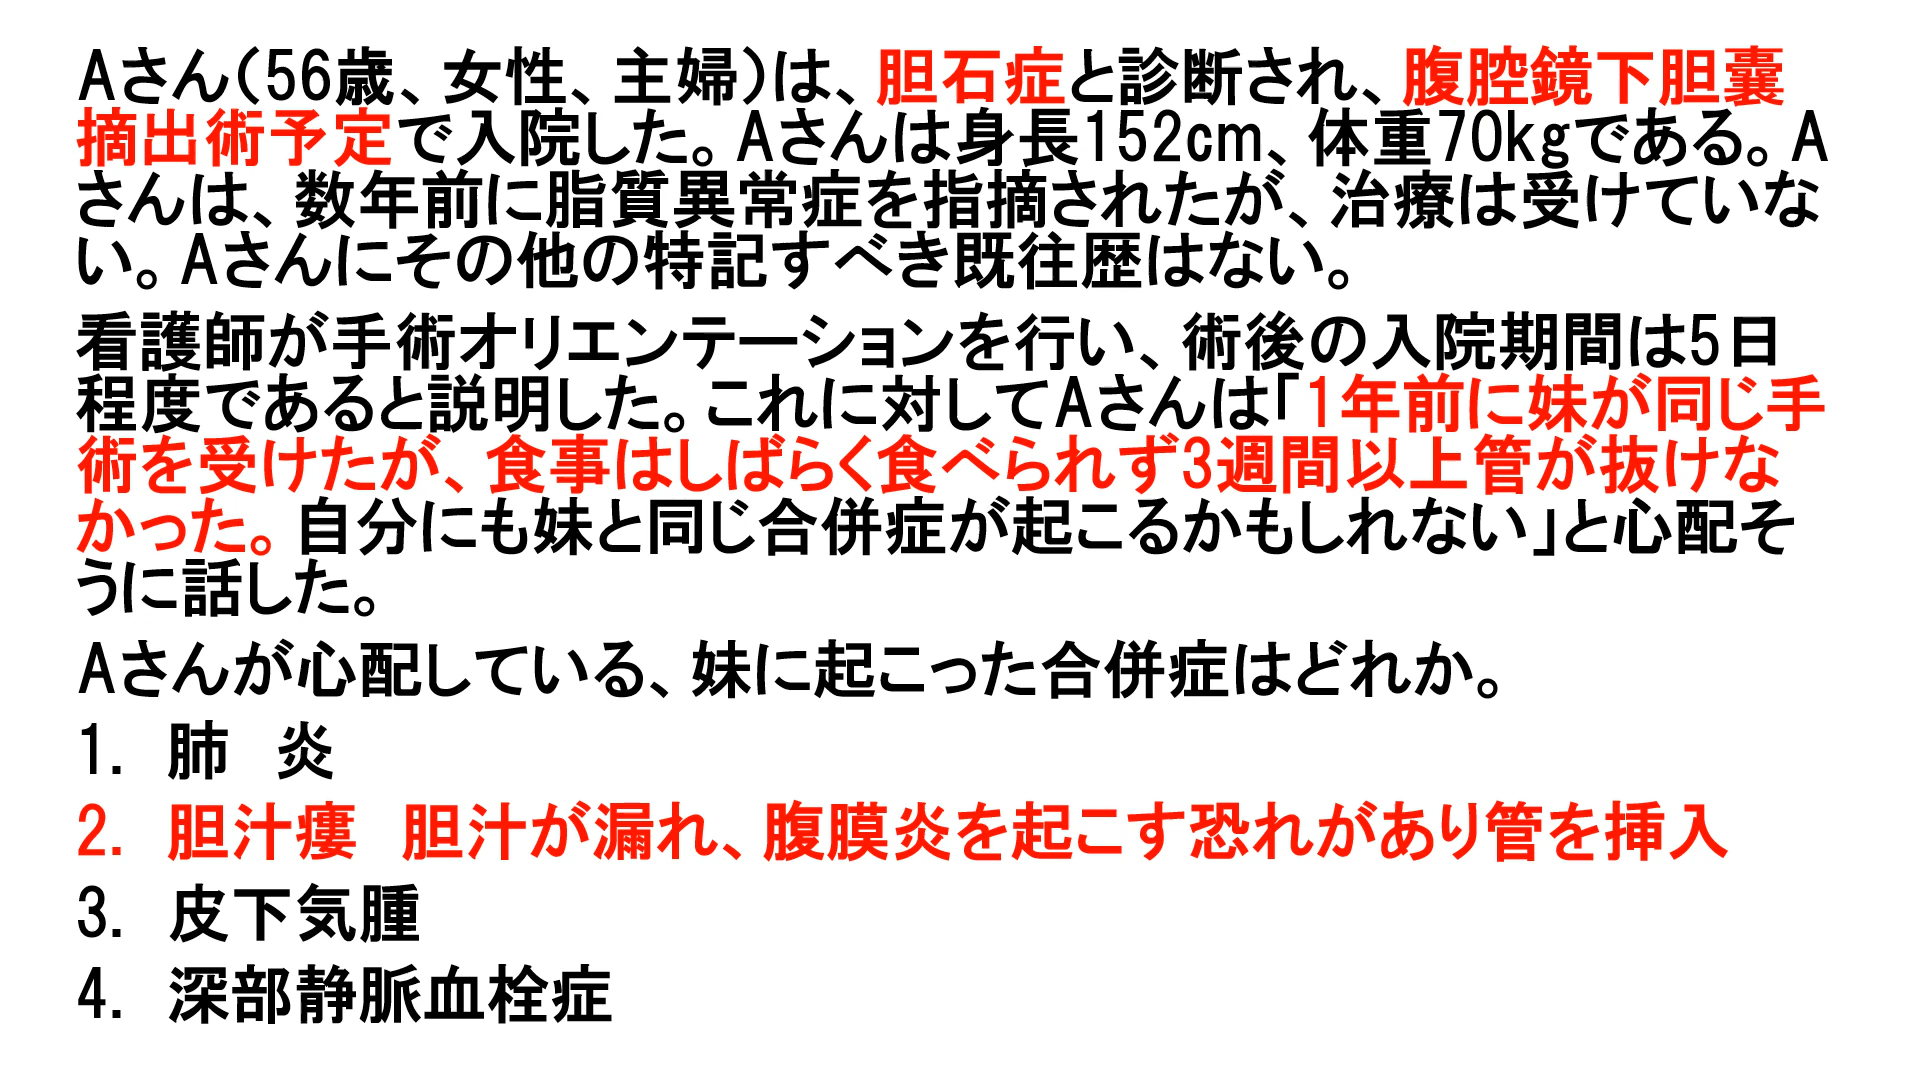 Aさん(56歳、女性、主婦)は、胆石症と診断され、腹腔鏡下胆嚢
摘出術予定で入院した。Aさんは身長152cm、体重70kgである。A
さんは、数年前に脂質異常症を指摘されたが、治療は受けていな
い。Aさんにその他の特記すべき既往歴はない。
看護師が手術オリエンテーションを行い、術後の入院期間は5日
程度であると説明した。これに対してAさんは「1年前に妹が同じ手
術を受けたが、食事はしばらく食べられず3週間以上管が抜けな
かった。自分にも妹と同じ合併症が起こるかもしれない」と心配そ
うに話した。
Aさんが心配している、妹に起こった合併症はどれか。
1. 肺　炎
2. 胆汁瘻　胆汁が漏れ、腹膜炎を起こす恐れがあり管を挿入
3. 皮下気腫
4. 深部静脈血栓症